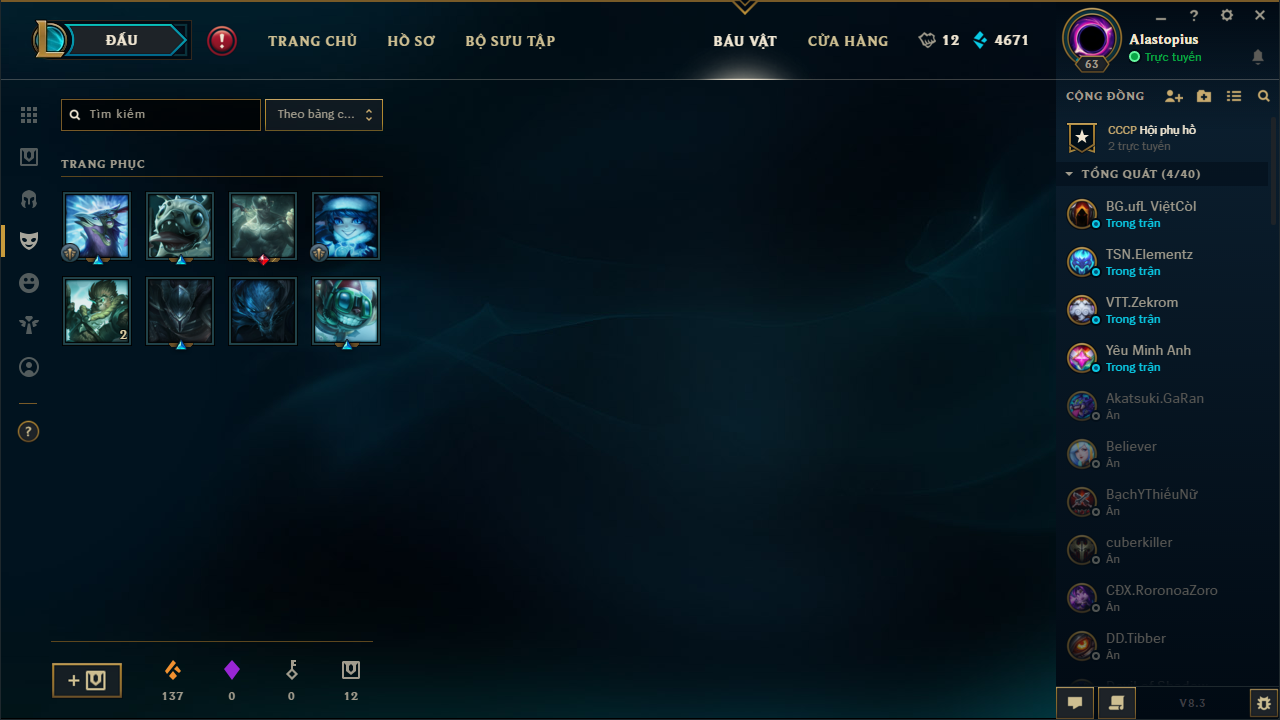 ĐẤU
TRANG CHỦ
HỒ SƠ
BỘ SƯU TẬP
BÁU VẬT
CỬA HÀNG
12
4671
63
Alastopius
Trực tuyến
Tìm kiếm
Theo bảng c...
TRANG PHỤC
2
137
0
0
12
CỘNG ĐỒNG
CCCP Hội phụ hồ
2 trực tuyến
TỔNG QUÁT (4/40)
BG.ufL ViệtCòl
Trong trận
TSN.Elementz
Trong trận
VTT.Zekrom
Trong trận
Yêu Minh Anh
Trong trận
Akatsuki.GaRan
Ẩn
Believer
Ẩn
BạchYThiếuNữ
Ẩn
cuberkiller
Ẩn
CĐX.RoronoaZoro
Ẩn
DD.Tibber
Ẩn
V8.3